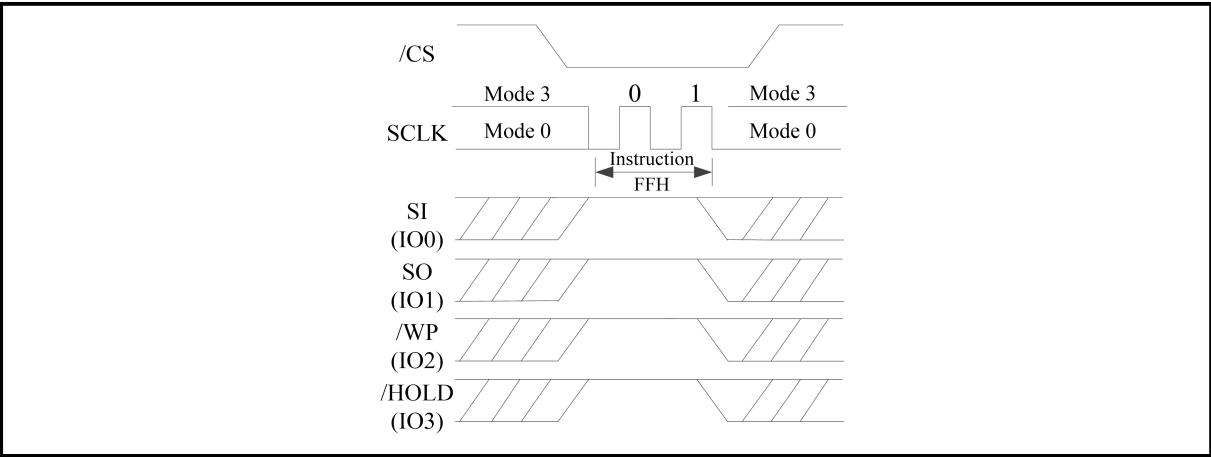 /CS
Mode 3 0 1 Mode 3
SCLK Mode 0 Mode 0
Instruction
FFH
SI
(IO0)
SO
(IO1)
/WP
(IO2)
/HOLD
(IO3)